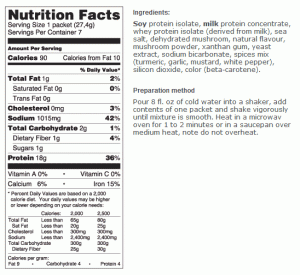 Nutrition Facts
Serving Size 1 packet (27,4g)
Servings Per Container 7
Amount Per Serving
Calories 90 Calories from Fat 10
% Daily Value*
Total Fat 1g 2%
Saturated Fat 0g 0%
Trans Fat 0g
Cholesterol 0mg 3%
Sodium 1015mg 42%
Total Carbohydrate 2g 1%
Dietary Fiber 1g 4%
Sugars 1g
Protein 18g 36%
Vitamin A 0% • Vitamin C 0%
Calcium 6% • Iron 15%
* Percent Daily Values are based on a 2,000
calorie diet. Your daily values may be higher
or lower depending on your calorie needs:
Calories: 2,000 2,500
Total Fat Less than 65g 80g
Sat Fat Less than 20g 25g
Cholesterol Less than 300mg 300mg
Sodium Less than 2,400mg 2,400mg
Total Carbohydrate 300g 375g
Dietary Fiber 25g 30g
Calories per gram:
Fat 9 • Carbohydrate 4 • Protein 4
Ingredients:
Soy protein isolate, milk protein concentrate,
whey protein isolate (derived from milk), sea
salt, dehydrated mushroom, natural flavour,
mushroom powder, xanthan gum, yeast
extract, sodium bicarbonate, spices mix
(turmeric, garlic, mustard, white pepper),
silicon dioxide, color (beta-carotene).
Preparation method
Pour 8 fl. oz of cold water into a shaker, add
contents of one packet and shake vigorously
until mixture is smooth. Heat in a microwav
oven for 1 to 2 minutes or in a saucepan over
medium heat, note do not overheat.